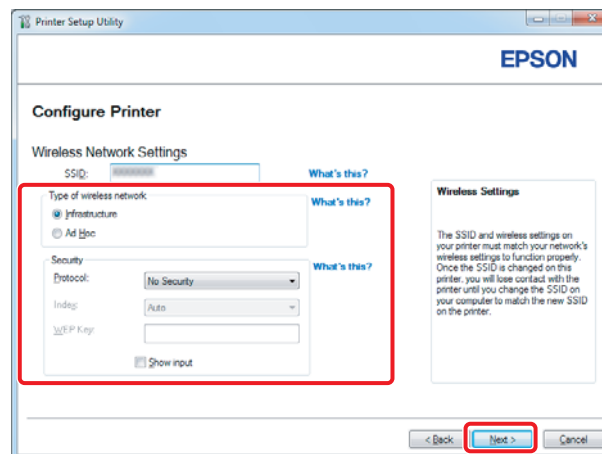 Printer Setup Utility
EPSON
Configure Printer
Wireless Network Settings
SSID:
What's this?
Type of wireless network
What's this?
Infrastructure
Ad Hoc
Security
What's this?
Protocol:
No Security
Index:
Auto
WEP Key:
Show input
Wireless Settings
The SSID and wireless settings on
your printer must match your network's
wireless settings to function properly.
Once the SSID is changed on this
printer, you will lose contact with the
printer until you change the SSID on
your computer to match the new SSID
on the printer.
< Back
Next >
Cancel